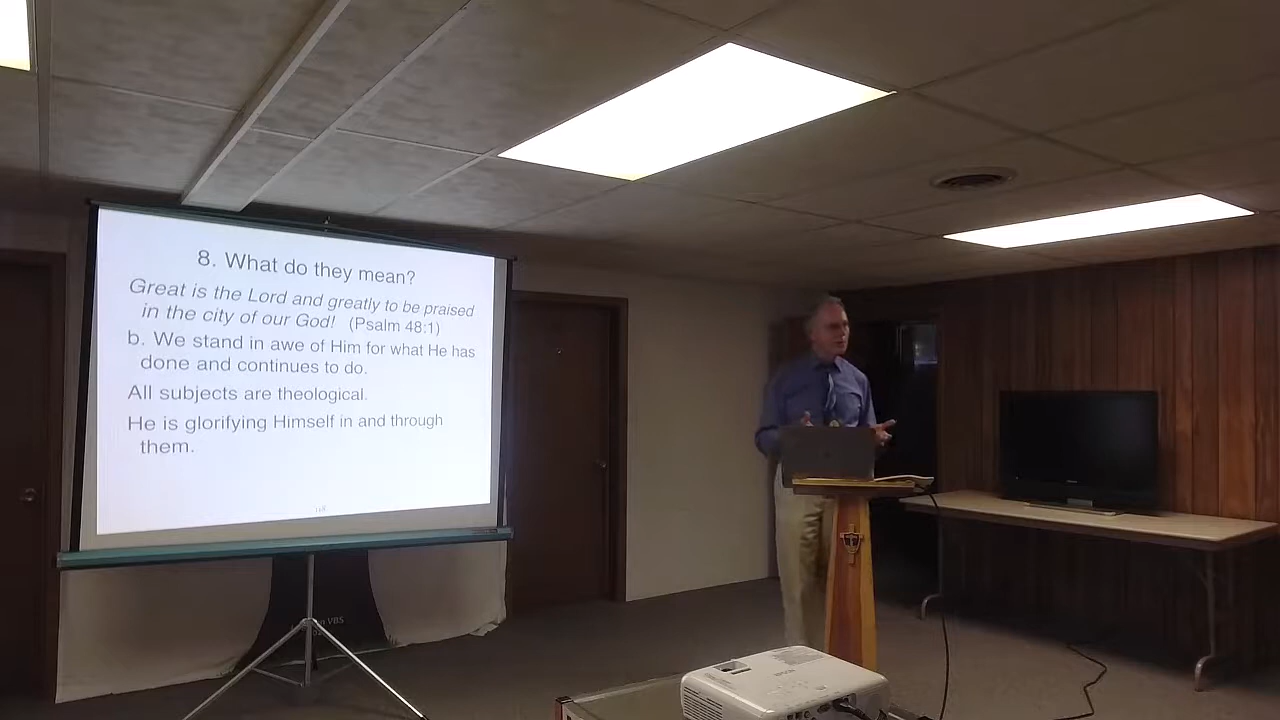 8. What do they mean?
Great is the Lord and greatly to be praised
in the city of our God! (Psalm 48:1)
b. We stand in awe of Him for what He has
done and continues to do.
All subjects are theological.
He is glorifying Himself in and through
them.
VBS
EPSON